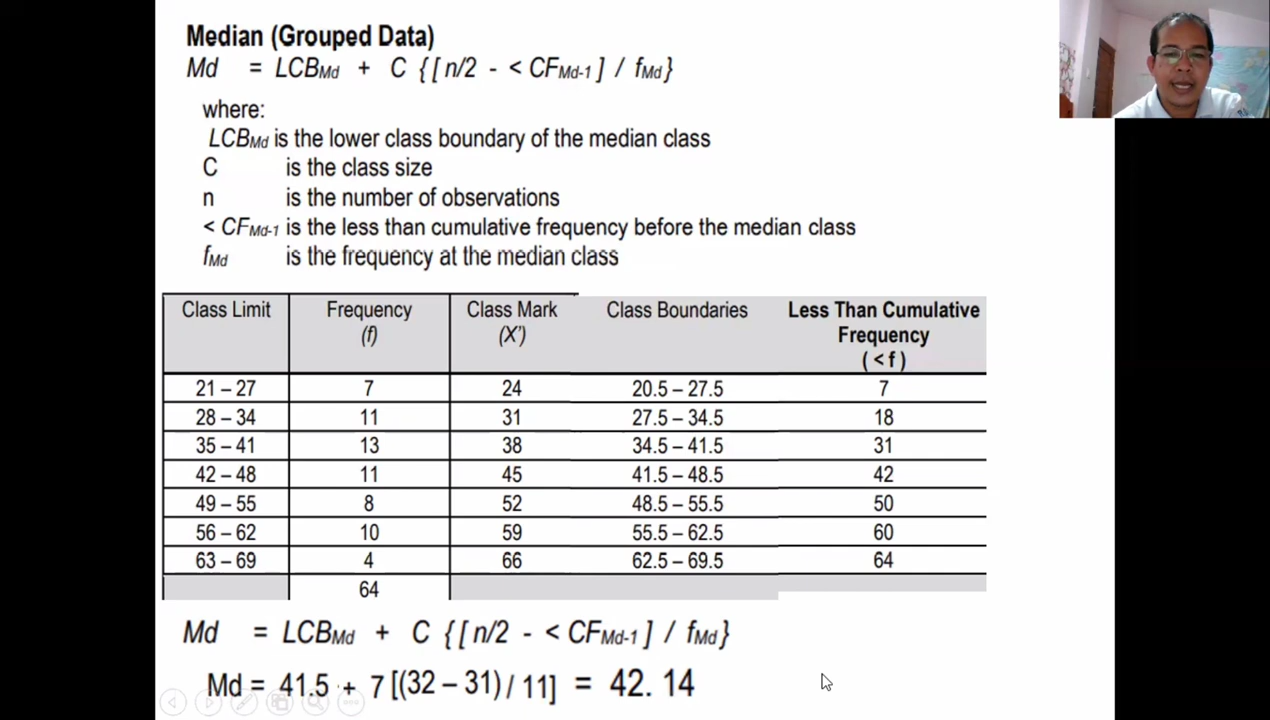 Median (Grouped Data)
Md = LCBMd + C {[ n/2 - < CFMd-1 ] / fMd}
where:
LCBMd is the lower class boundary of the median class
C is the class size
n is the number of observations
< CFMd-1 is the less than cumulative frequency before the median class
fMd is the frequency at the median class
Class Limit Frequency (f) Class Mark (X') Class Boundaries Less Than Cumulative Frequency ( < f )
21 – 27 7 24 20.5 – 27.5 7
28 – 34 11 31 27.5 – 34.5 18
35 – 41 13 38 34.5 – 41.5 31
42 – 48 11 45 41.5 – 48.5 42
49 – 55 8 52 48.5 – 55.5 50
56 – 62 10 59 55.5 – 62.5 60
63 – 69 4 66 62.5 – 69.5 64
64
Md = LCBMd + C {[ n/2 - < CFMd-1 ] / fMd }
Md = 41.5 + 7 [(32 – 31) / 11] = 42. 14